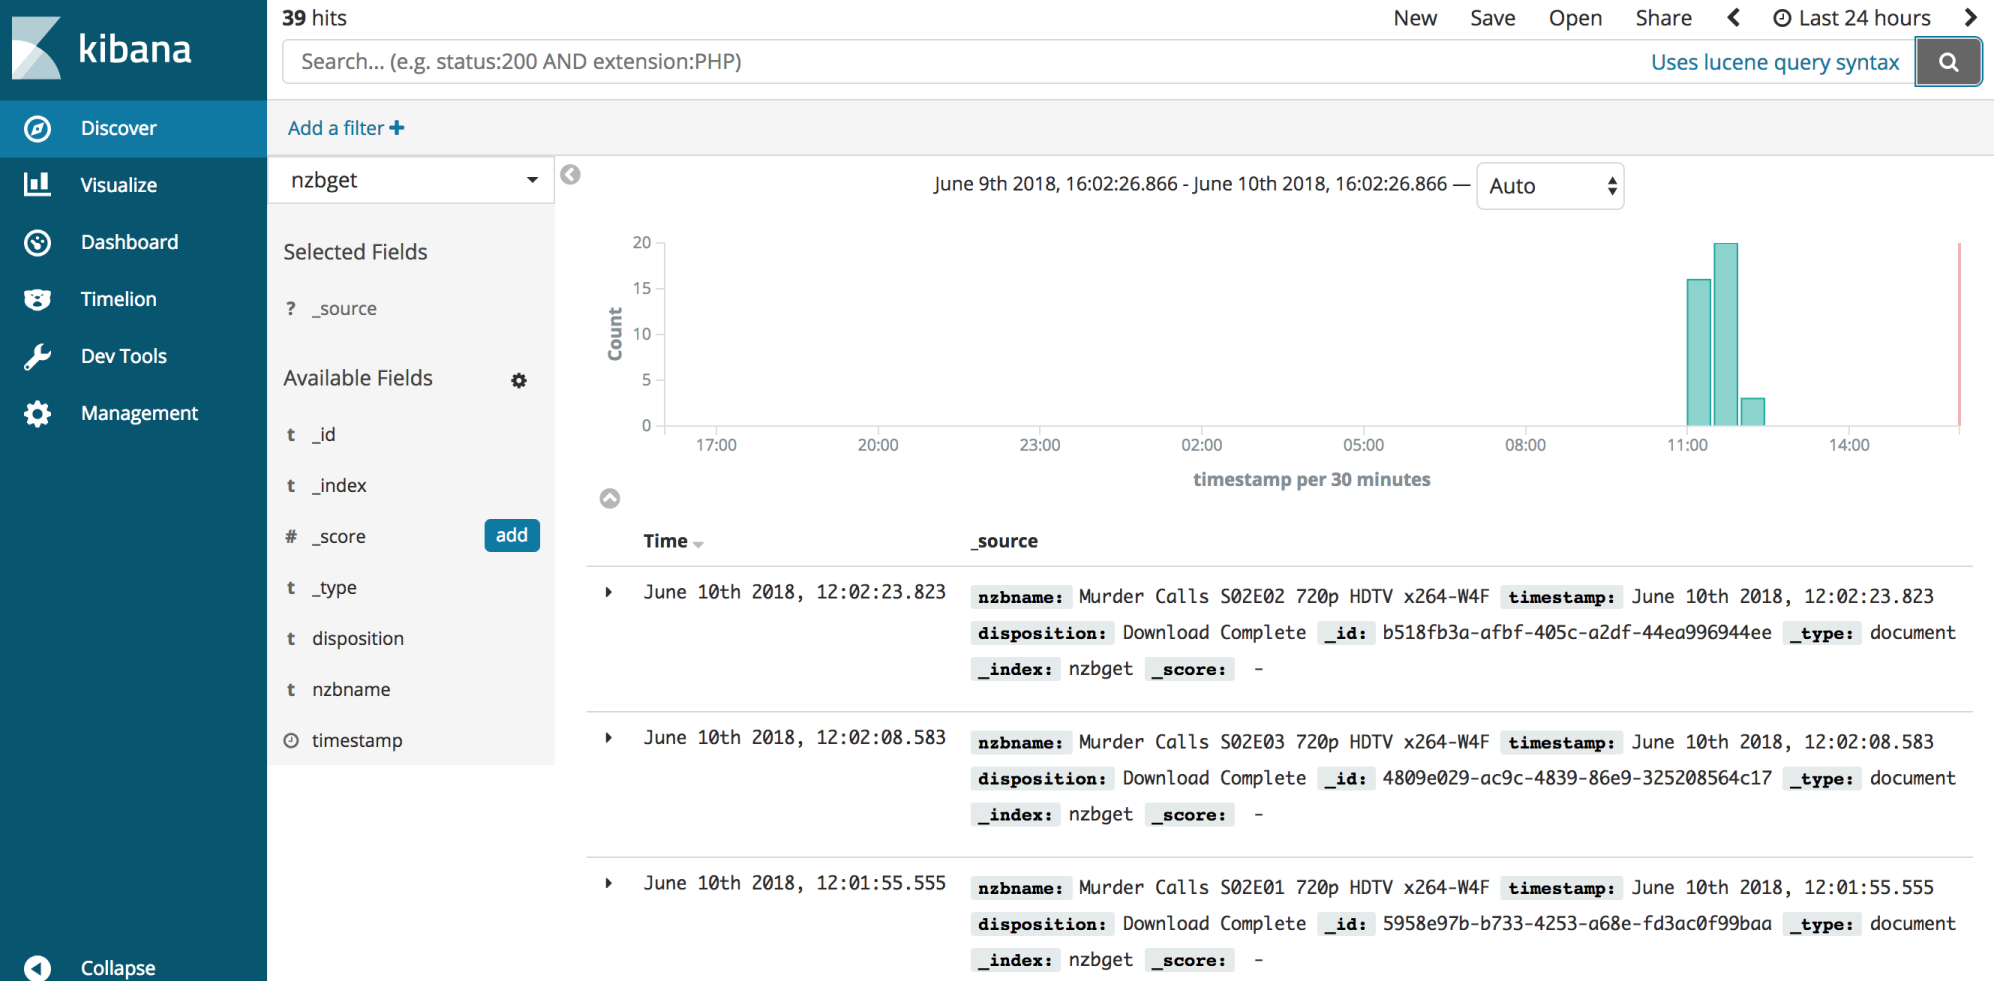 kibana
Discover
Visualize
Dashboard
Timelion
Dev Tools
Management
Collapse
39 hits
New Save Open Share Last 24 hours
Search... (e.g. status:200 AND extension:PHP) Uses lucene query syntax
Add a filter +
nzbget
Selected Fields
? _source
Available Fields
t _id
t _index
# _score add
t _type
t disposition
t nzbname
timestamp
June 9th 2018, 16:02:26.866 - June 10th 2018, 16:02:26.866 — Auto
Count
20
15
10
5
0
17:00 20:00 23:00 02:00 05:00 08:00 11:00 14:00
timestamp per 30 minutes
Time _source
June 10th 2018, 12:02:23.823 nzbname: Murder Calls S02E02 720p HDTV x264-W4F timestamp: June 10th 2018, 12:02:23.823
disposition: Download Complete _id: b518fb3a-afbf-405c-a2df-44ea996944ee _type: document
_index: nzbget _score: -
June 10th 2018, 12:02:08.583 nzbname: Murder Calls S02E03 720p HDTV x264-W4F timestamp: June 10th 2018, 12:02:08.583
disposition: Download Complete _id: 4809e029-ac9c-4839-86e9-325208564c17 _type: document
_index: nzbget _score: -
June 10th 2018, 12:01:55.555 nzbname: Murder Calls S02E01 720p HDTV x264-W4F timestamp: June 10th 2018, 12:01:55.555
disposition: Download Complete _id: 5958e97b-b733-4253-a68e-fd3ac0f99baa _type: document
_index: nzbget _score: -